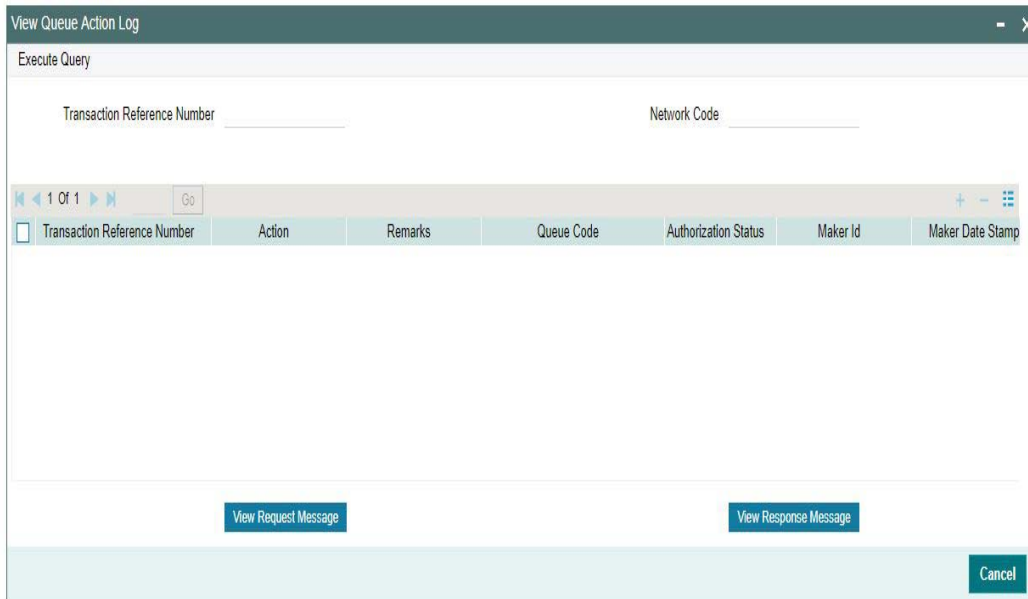 View Queue Action Log
Execute Query
Transaction Reference Number
Network Code
1 Of 1 Go
Transaction Reference Number Action Remarks Queue Code Authorization Status Maker Id Maker Date Stamp
View Request Message
View Response Message
Cancel